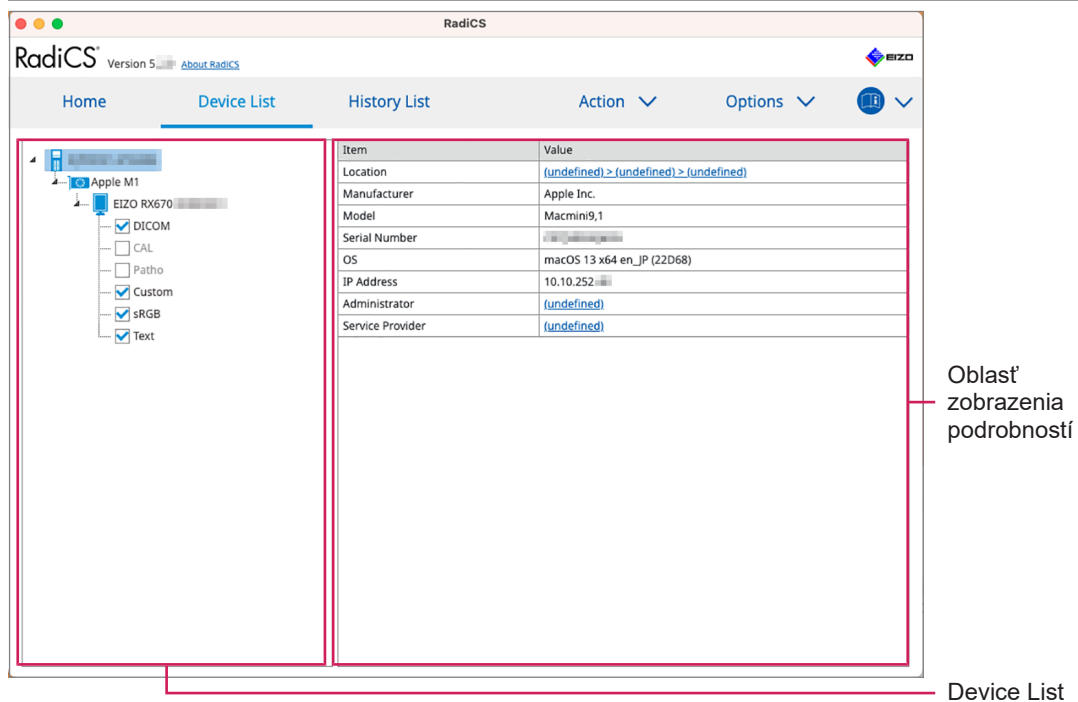 RadiCS
RadiCS® Version 5. About RadiCS
EIZO
Home Device List History List Action Options
Apple M1
EIZO RX670
DICOM
CAL
Patho
Custom
sRGB
Text
Item Value
Location (undefined) > (undefined) > (undefined)
Manufacturer Apple Inc.
Model Macmini9,1
Serial Number
OS macOS 13 x64 en_JP (22D68)
IP Address 10.10.252
Administrator (undefined)
Service Provider (undefined)
Oblasť
zobrazenia
podrobností
Device List